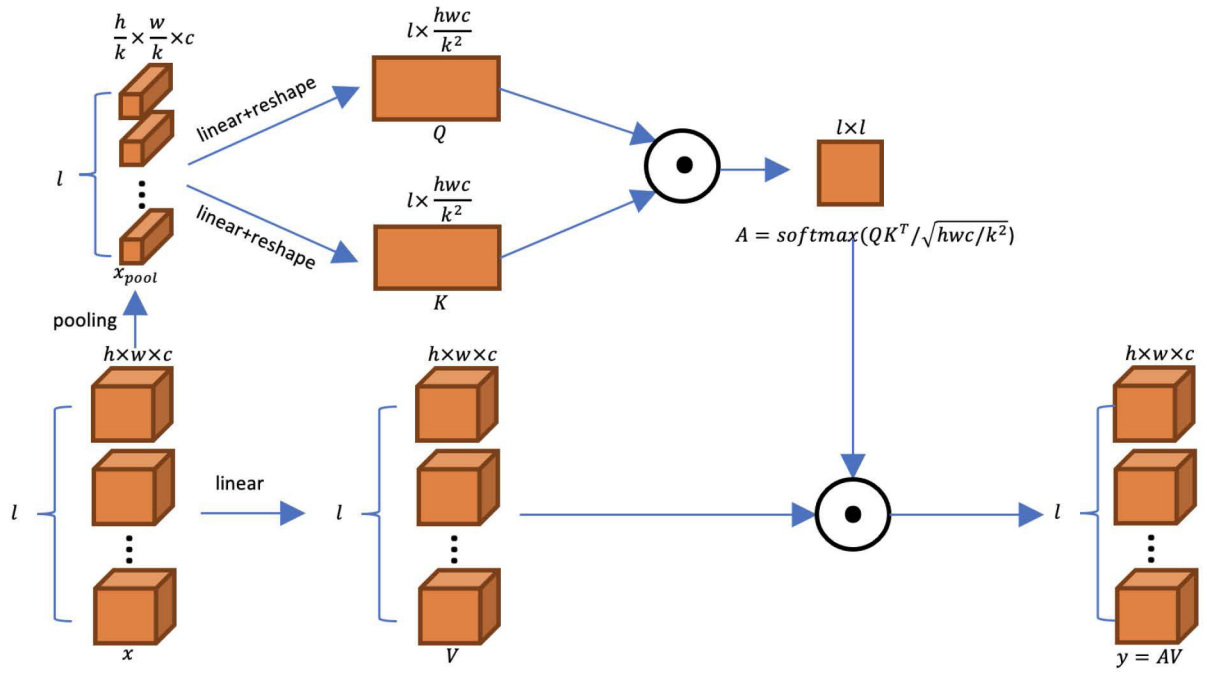 h/k × w/k × c
l
x_pool
linear+reshape
linear+reshape
l × hwc/k²
Q
l × hwc/k²
K
l×l
A = softmax(QK^T/√hwc/k²)
pooling
h×w×c
l
x
linear
h×w×c
l
V
h×w×c
l
y = AV